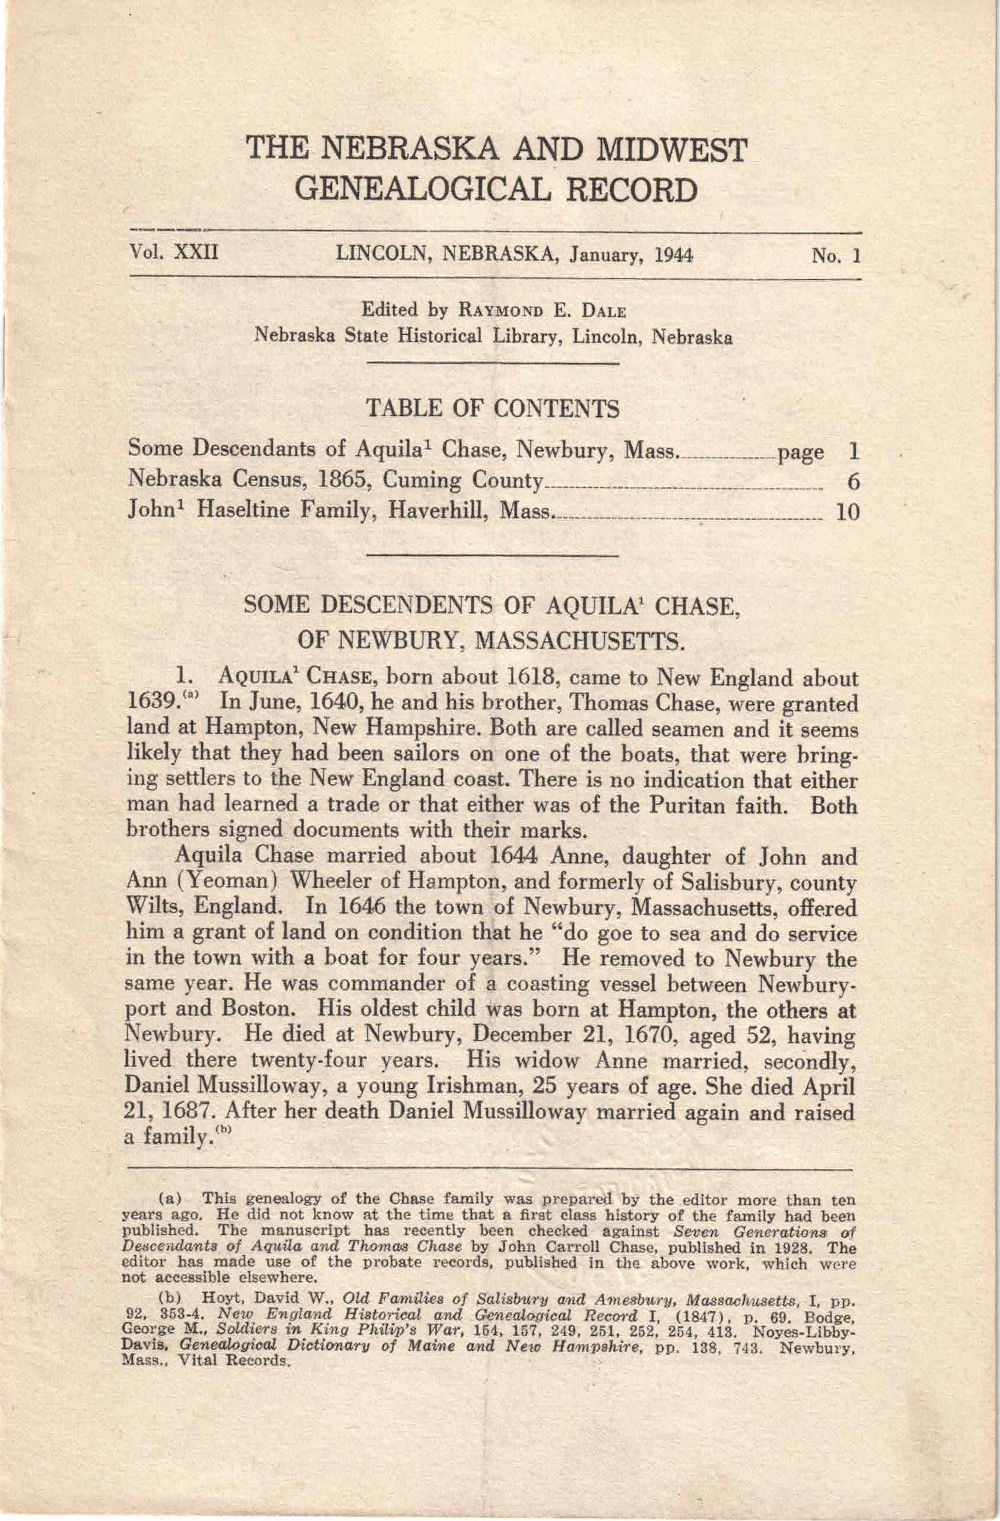 THE NEBRASKA AND MIDWEST
GENEALOGICAL RECORD
Vol. XXII LINCOLN, NEBRASKA, January, 1944 No. 1
Edited by RAYMOND E. DALE
Nebraska State Historical Library, Lincoln, Nebraska
TABLE OF CONTENTS
Some Descendants of Aquila¹ Chase, Newbury, Mass. page 1
Nebraska Census, 1865, Cuming County 6
John¹ Haseltine Family, Haverhill, Mass. 10
SOME DESCENDENTS OF AQUILA¹ CHASE,
OF NEWBURY, MASSACHUSETTS.
1. AQUILA¹ CHASE, born about 1618, came to New England about
1639.(a) In June, 1640, he and his brother, Thomas Chase, were granted
land at Hampton, New Hampshire. Both are called seamen and it seems
likely that they had been sailors on one of the boats, that were bring-
ing settlers to the New England coast. There is no indication that either
man had learned a trade or that either was of the Puritan faith. Both
brothers signed documents with their marks.
Aquila Chase married about 1644 Anne, daughter of John and
Ann (Yeoman) Wheeler of Hampton, and formerly of Salisbury, county
Wilts, England. In 1646 the town of Newbury, Massachusetts, offered
him a grant of land on condition that he “do goe to sea and do service
in the town with a boat for four years.” He removed to Newbury the
same year. He was commander of a coasting vessel between Newbury-
port and Boston. His oldest child was born at Hampton, the others at
Newbury. He died at Newbury, December 21, 1670, aged 52, having
lived there twenty-four years. His widow Anne married, secondly,
Daniel Mussilloway, a young Irishman, 25 years of age. She died April
21, 1687. After her death Daniel Mussilloway married again and raised
a family.(b)
(a) This genealogy of the Chase family was prepared by the editor more than ten
years ago. He did not know at the time that a first class history of the family had been
published. The manuscript has recently been checked against Seven Generations of
Descendants of Aquila and Thomas Chase by John Carroll Chase, published in 1928. The
editor has made use of the probate records, published in the above work, which were
not accessible elsewhere.
(b) Hoyt, David W., Old Families of Salisbury and Amesbury, Massachusetts, I, pp.
92, 353-4. New England Historical and Genealogical Record I, (1847), p. 69. Bodge,
George M., Soldiers in King Philip's War, 154, 157, 249, 251, 252, 254, 413. Noyes-Libby-
Davis, Genealogical Dictionary of Maine and New Hampshire, pp. 138, 743. Newbury,
Mass., Vital Records.